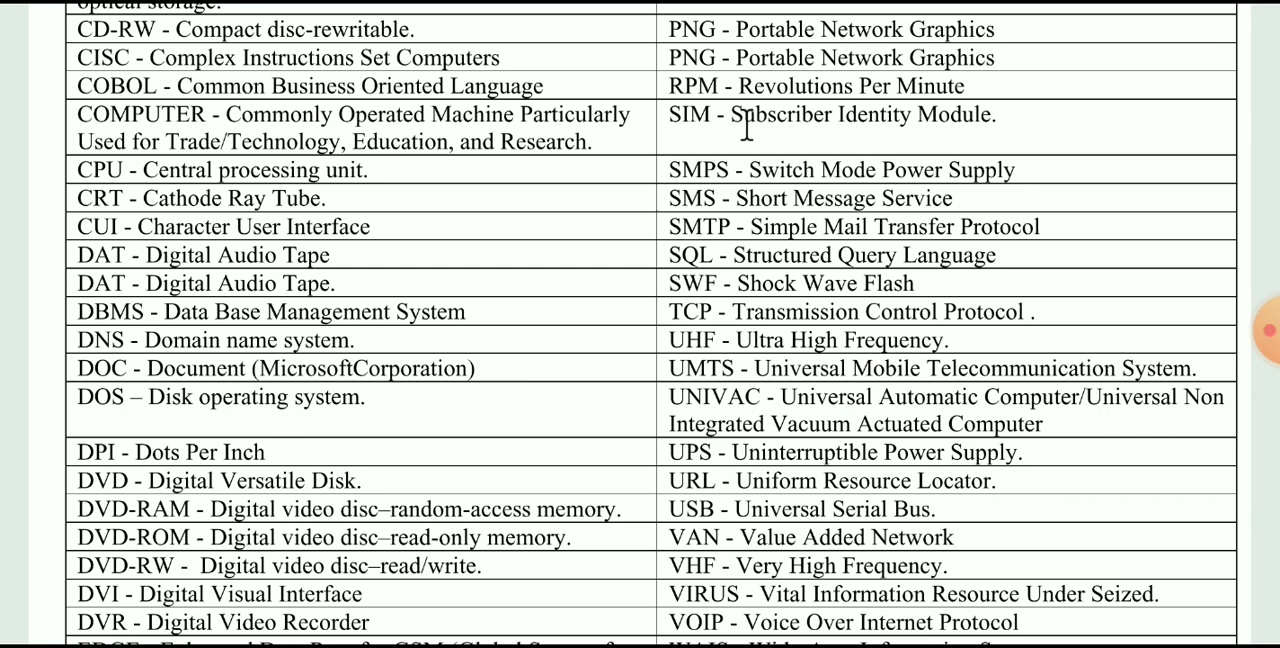 optical storage.
CD-RW - Compact disc-rewritable.
CISC - Complex Instructions Set Computers
COBOL - Common Business Oriented Language
COMPUTER - Commonly Operated Machine Particularly
Used for Trade/Technology, Education, and Research.
CPU - Central processing unit.
CRT - Cathode Ray Tube.
CUI - Character User Interface
DAT - Digital Audio Tape
DAT - Digital Audio Tape.
DBMS - Data Base Management System
DNS - Domain name system.
DOC - Document (MicrosoftCorporation)
DOS – Disk operating system.
DPI - Dots Per Inch
DVD - Digital Versatile Disk.
DVD-RAM - Digital video disc–random-access memory.
DVD-ROM - Digital video disc–read-only memory.
DVD-RW - Digital video disc–read/write.
DVI - Digital Visual Interface
DVR - Digital Video Recorder
PNG - Portable Network Graphics
PNG - Portable Network Graphics
RPM - Revolutions Per Minute
SIM - Subscriber Identity Module.
SMPS - Switch Mode Power Supply
SMS - Short Message Service
SMTP - Simple Mail Transfer Protocol
SQL - Structured Query Language
SWF - Shock Wave Flash
TCP - Transmission Control Protocol .
UHF - Ultra High Frequency.
UMTS - Universal Mobile Telecommunication System.
UNIVAC - Universal Automatic Computer/Universal Non
Integrated Vacuum Actuated Computer
UPS - Uninterruptible Power Supply.
URL - Uniform Resource Locator.
USB - Universal Serial Bus.
VAN - Value Added Network
VHF - Very High Frequency.
VIRUS - Vital Information Resource Under Seized.
VOIP - Voice Over Internet Protocol